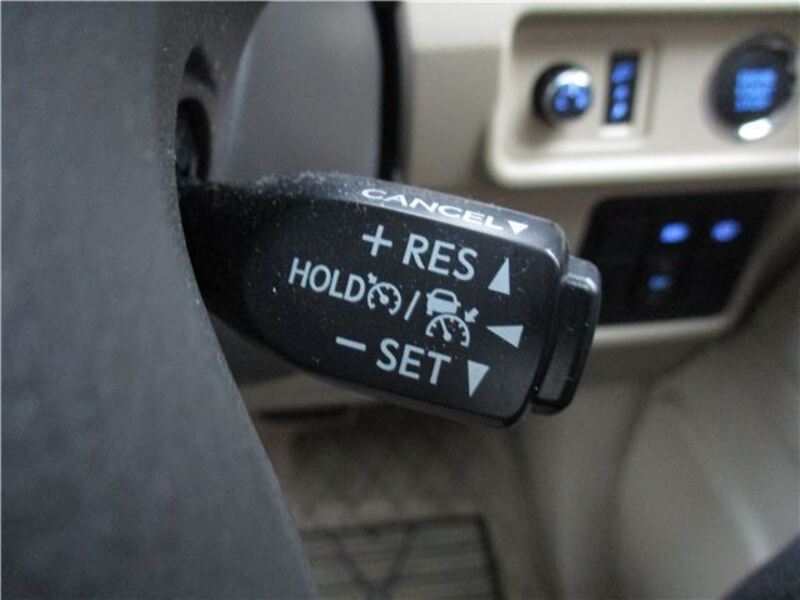 CANCEL▼
+ RES ▲
HOLD / ◀
− SET ▼